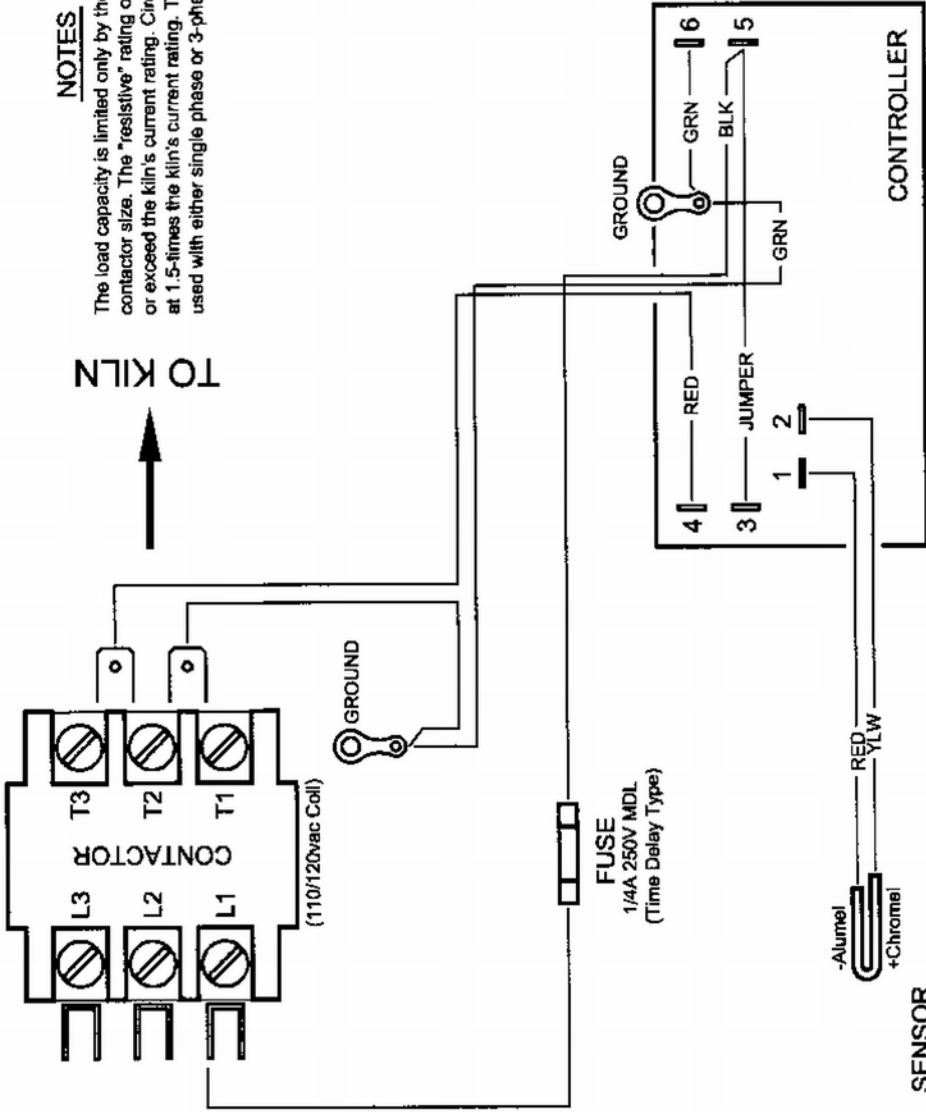 NOTES
The load capacity is limited only by the
contactor size. The "resistive" rating
or exceed the kiln's current rating.
at 1.5-times the kiln's current rating.
used with either single phase or
TO KILN
L3
T3
L2
T2
L1
T1
CONTACTOR
(110/120vac Coil)
GROUND
FUSE
1/4A 250V MDL
(Time Delay Type)
GROUND
4
RED
GRN
6
3
JUMPER
BLK
5
GRN
1
2
CONTROLLER
RED
YLW
-Alumel
+Chromel
SENSOR